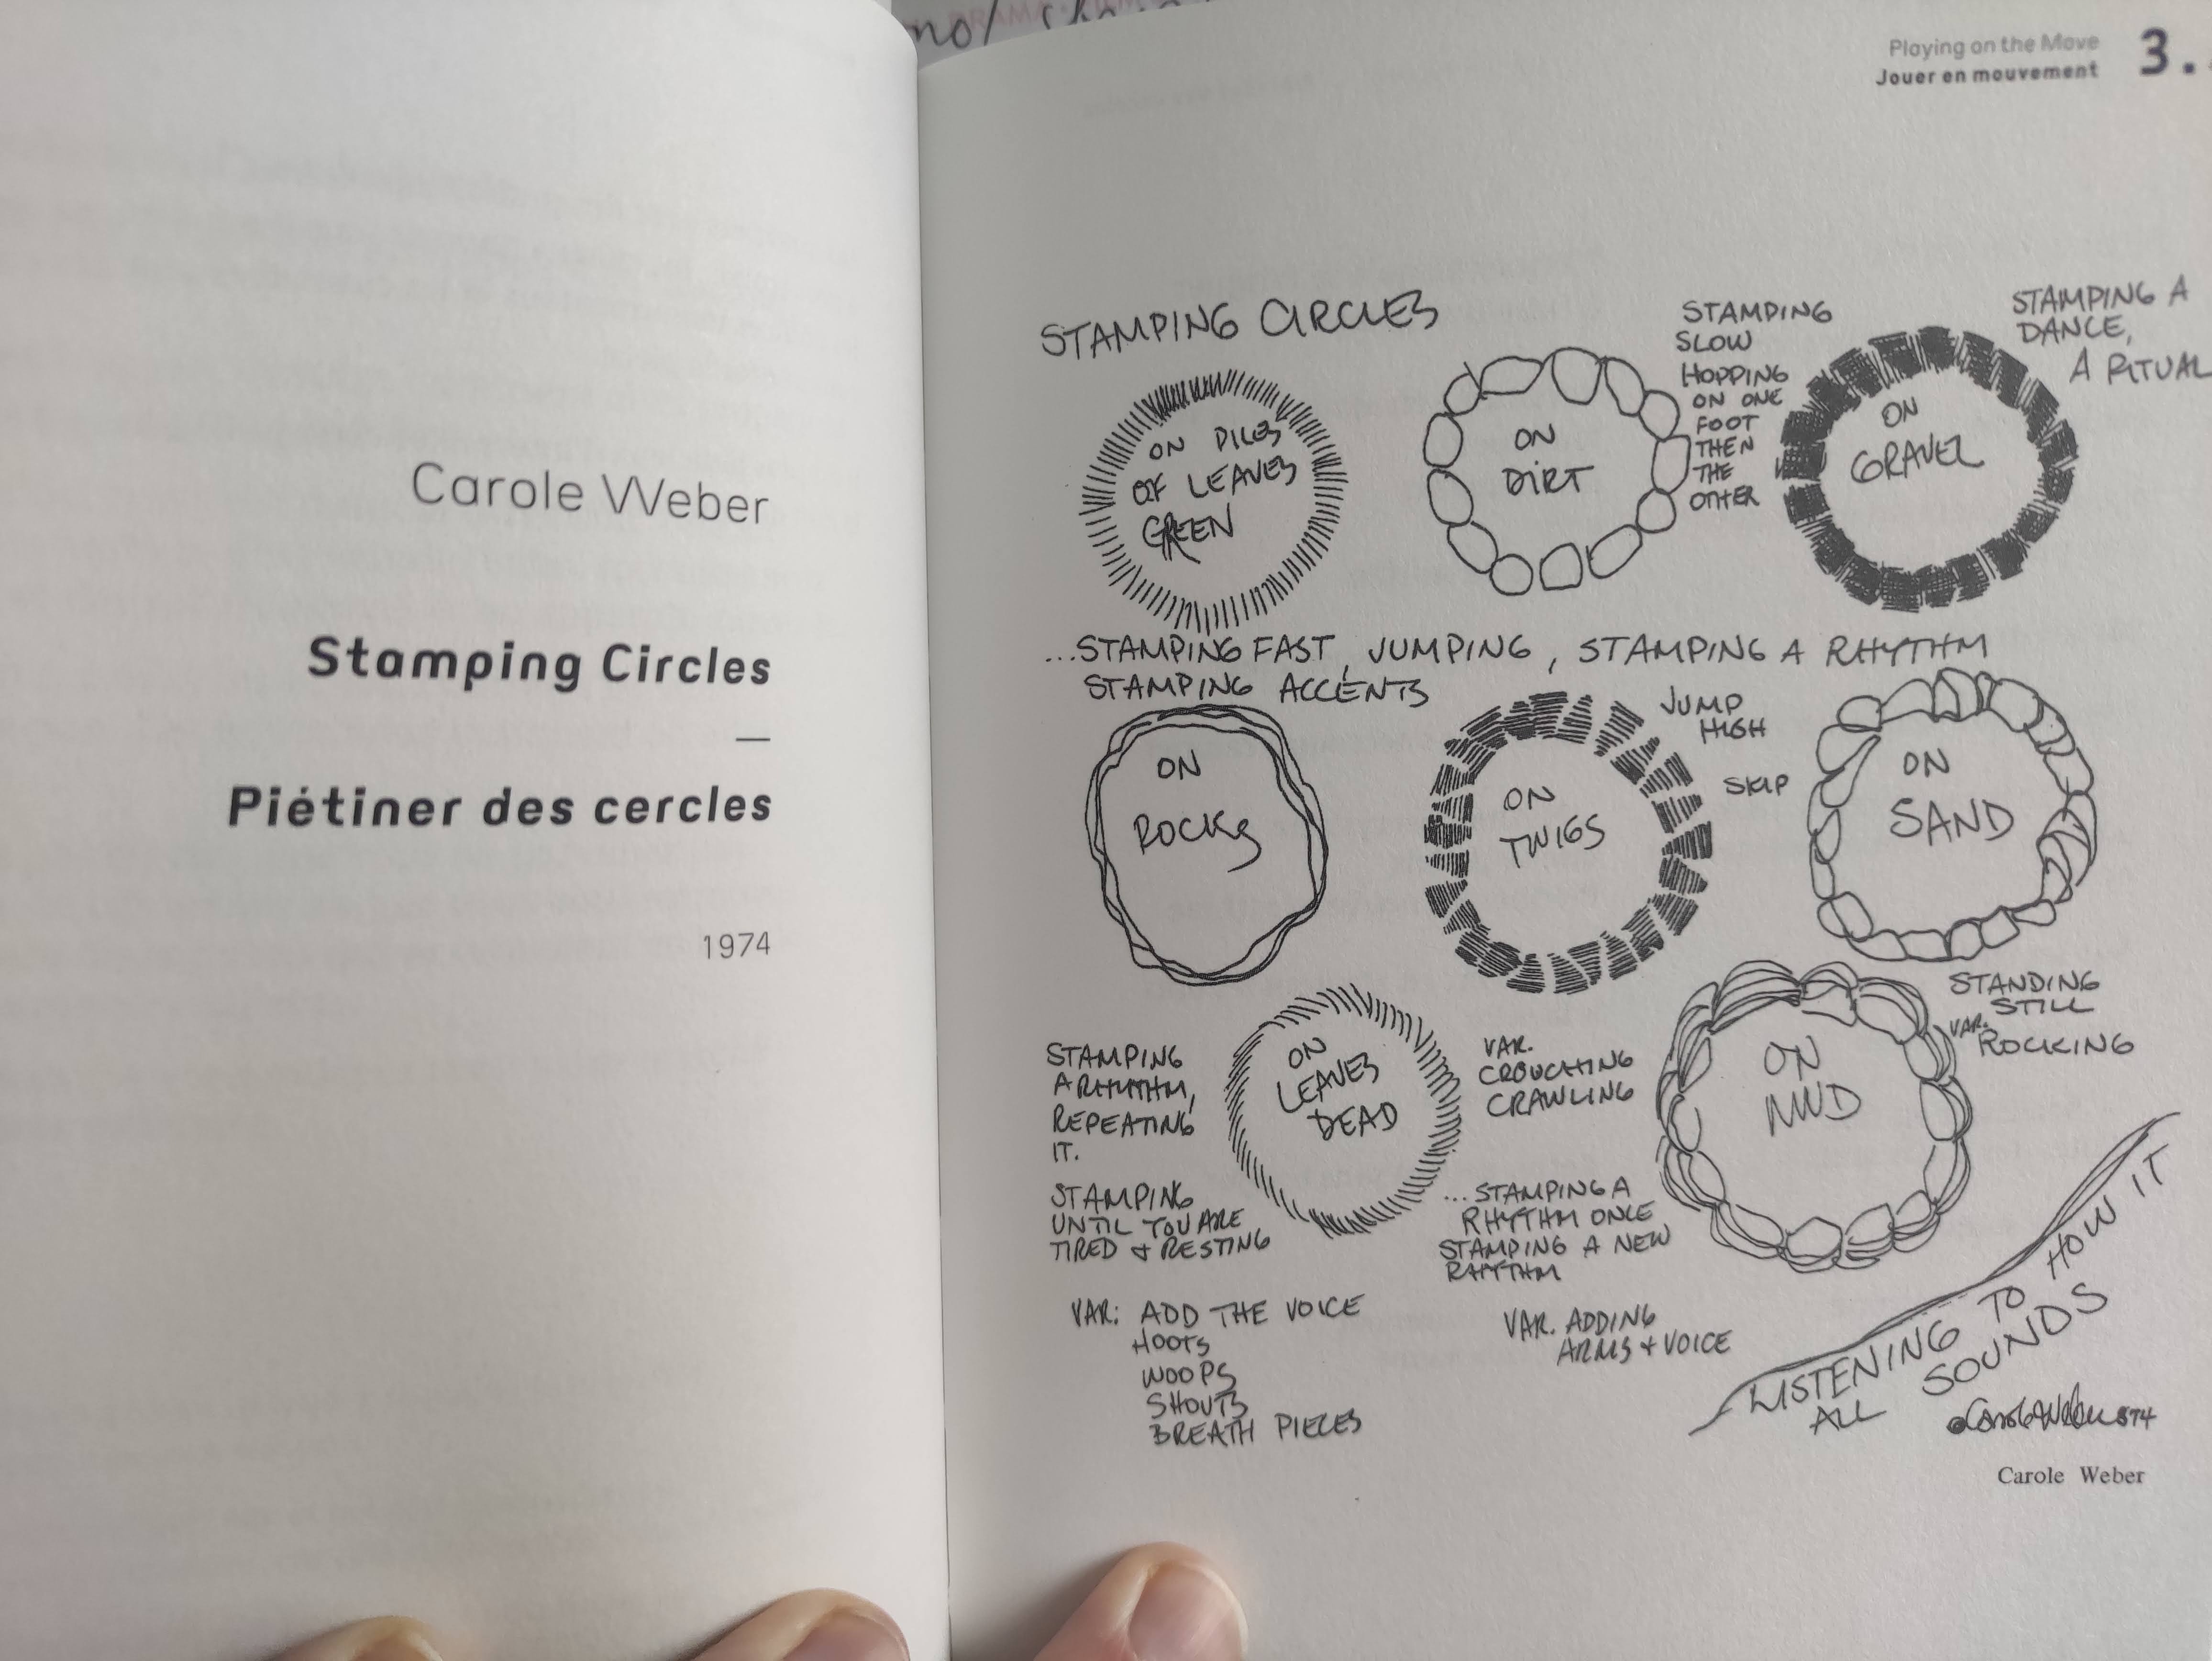 Carole Weber
Stamping Circles
—
Piétiner des cercles
1974
Playing on the Move
Jouer en mouvement
3.
STAMPING CIRCLES
ON PILES
OF LEAVES
GREEN
ON
DIRT
STAMPING
SLOW
HOPPING
ON ONE
FOOT
THEN
THE
OTHER
ON
GRAVEL
STAMPING A
DANCE,
A RITUAL
...STAMPING FAST, JUMPING, STAMPING A RHYTHM
STAMPING ACCENTS
ON
ROCKS
ON
TWIGS
JUMP
HIGH
SKIP
ON
SAND
STAMPING
A RHYTHM,
REPEATING
IT.
STAMPING
UNTIL YOU ARE
TIRED + RESTING
ON
LEAVES
DEAD
VAR.
CROUCHING
CRAWLING
...STAMPING A
RHYTHM ONCE
STAMPING A NEW
RHYTHM
ON
MUD
STANDING
STILL
VAR. ROCKING
VAR: ADD THE VOICE
HOOTS
WOOPS
SHOUTS
BREATH PIECES
VAR. ADDING
ARMS + VOICE
LISTENING TO HOW IT
ALL SOUNDS
Carole Weber
Carole Weber